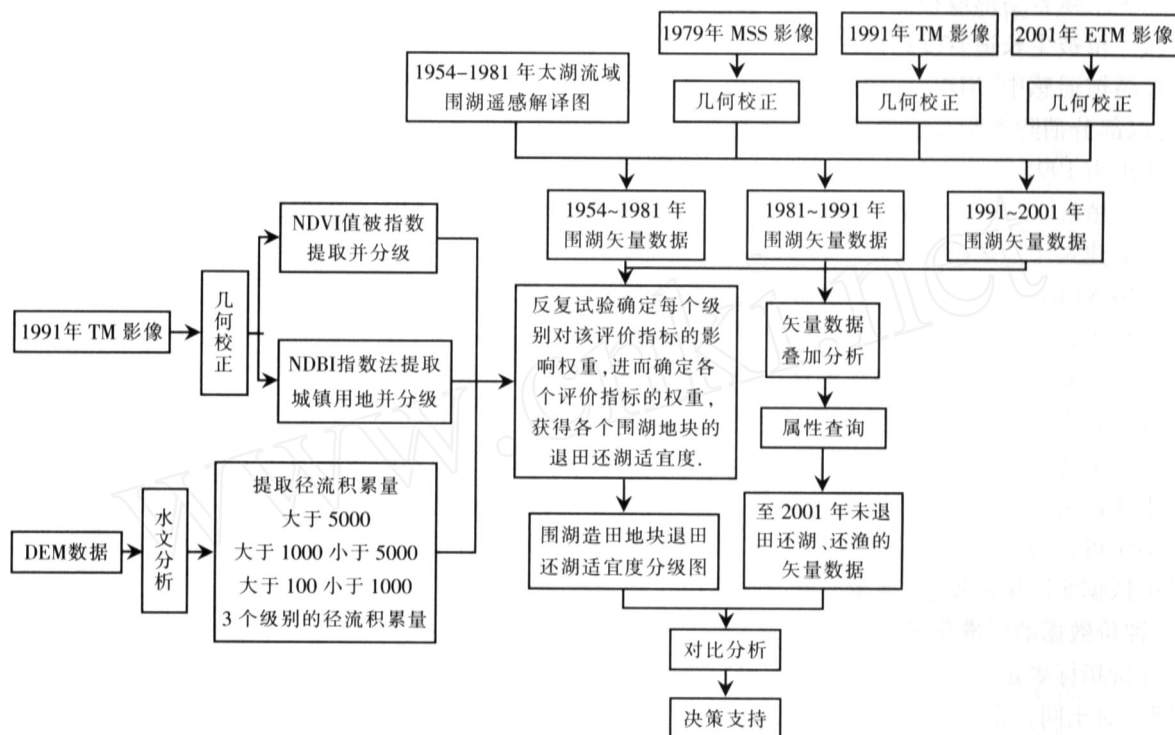 1979年 MSS 影像
1991年 TM 影像
2001年 ETM 影像
1954-1981 年太湖流域
围湖遥感解译图
几何校正
几何校正
几何校正
1954~1981 年
围湖矢量数据
1981~1991 年
围湖矢量数据
1991~2001 年
围湖矢量数据
NDVI值被指数
提取并分级
1991年 TM 影像
几何校正
NDBI指数法提取
城镇用地并分级
反复试验确定每个级
别对该评价指标的影
响权重,进而确定各
个评价指标的权重,
获得各个围湖地块的
退田还湖适宜度.
矢量数据
叠加分析
属性查询
DEM数据
水文分析
提取径流积累量
大于 5000
大于 1000 小于 5000
大于 100 小于 1000
3 个级别的径流积累量
围湖造田地块退田
还湖适宜度分级图
至 2001 年未退
田还湖、还渔的
矢量数据
对比分析
决策支持
www.cnki.net